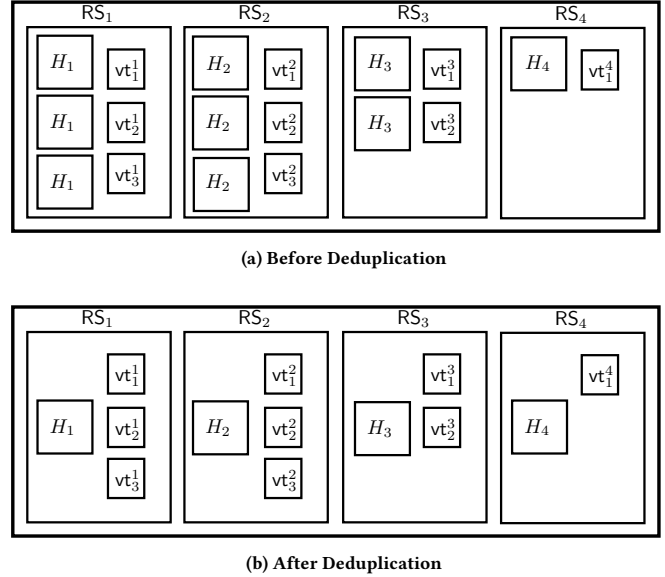 RS₁ RS₂ RS₃ RS₄
H₁ vt₁¹ H₂ vt₁² H₃ vt₁³ H₄ vt₁⁴
H₁ vt₂¹ H₂ vt₂² H₃ vt₂³
H₁ vt₃¹ H₂ vt₃²
(a) Before Deduplication
RS₁ RS₂ RS₃ RS₄
vt₁¹ vt₁² vt₁³ vt₁⁴
H₁ vt₂¹ H₂ vt₂² H₃ vt₂³ H₄
vt₃¹ vt₃²
(b) After Deduplication